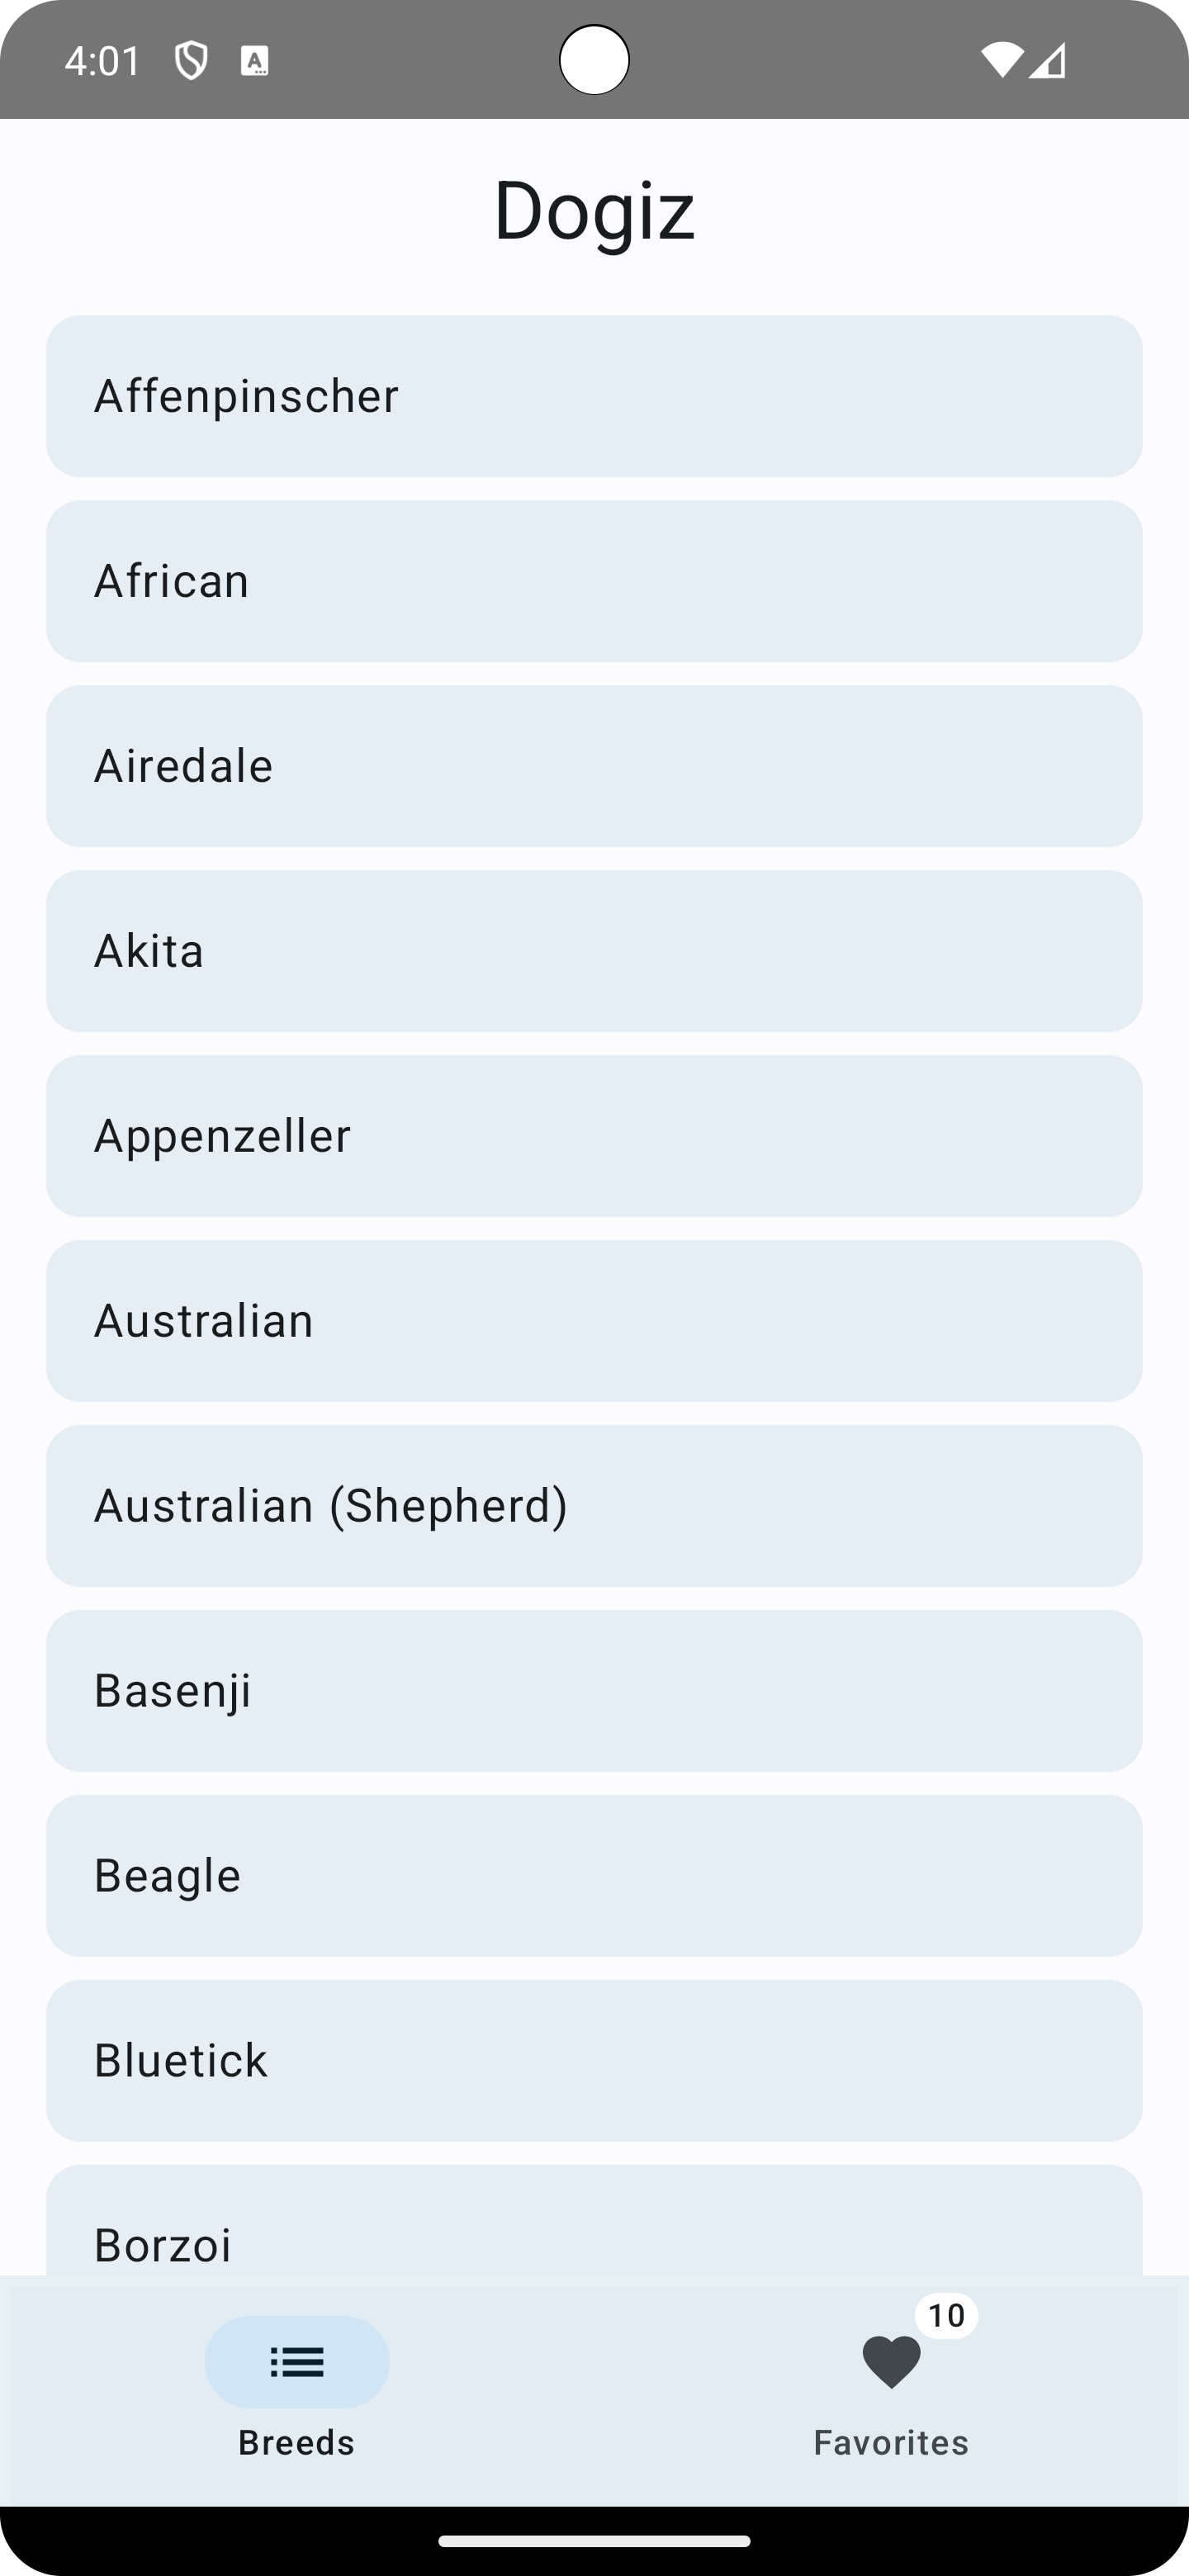 4:01
Dogiz
Affenpinscher
African
Airedale
Akita
Appenzeller
Australian
Australian (Shepherd)
Basenji
Beagle
Bluetick
Borzoi
10
Breeds
Favorites